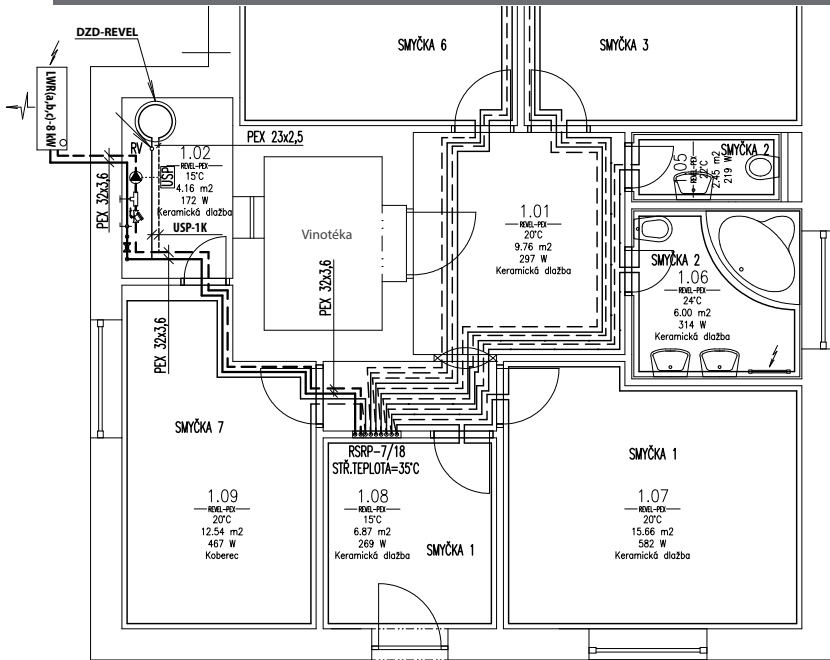 SMYČKA 6
SMYČKA 3
DZD-REVEL
LWR(a,b,c)-8 kW
PEX 23x2,5
RV
USPI
1.02
REVEL-PEX
15°C
4.16 m2
172 W
Keramická dlažba
USP-1K
PEX 32x3,6
PEX 32x3,6
PEX 32x3,6
Vinotéka
1.01
REVEL-PEX
20°C
9.76 m2
297 W
Keramická dlažba
SMYČKA 2
1.05
REVEL-PEX
2.45 m2
219 W
SMYČKA 2
1.06
REVEL-PEX
24°C
6.00 m2
314 W
Keramická dlažba
RSRP-7/18
STŘ.TEPLOTA=35°C
SMYČKA 7
1.09
REVEL-PEX
20°C
12.54 m2
467 W
Koberec
1.08
REVEL-PEX
15°C
6.87 m2
269 W
Keramická dlažba
SMYČKA 1
SMYČKA 1
1.07
REVEL-PEX
20°C
15.66 m2
582 W
Keramická dlažba